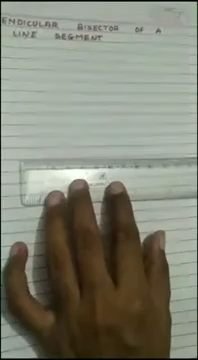 ENDICULAR BISECTOR OF A
LINE SEGMENT